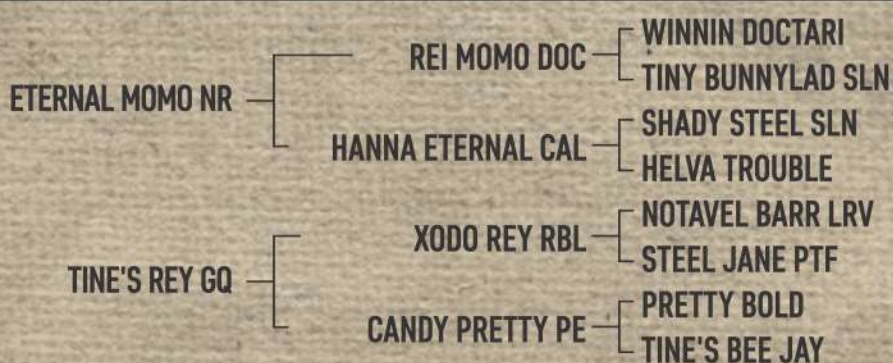 WINNIN DOCTARI
REI MOMO DOC
TINY BUNNYLAD SLN
ETERNAL MOMO NR
SHADY STEEL SLN
HANNA ETERNAL CAL
HELVA TROUBLE
NOTAVEL BARR LRV
XODO REY RBL
STEEL JANE PTF
TINE'S REY GQ
PRETTY BOLD
CANDY PRETTY PE
TINE'S BEE JAY